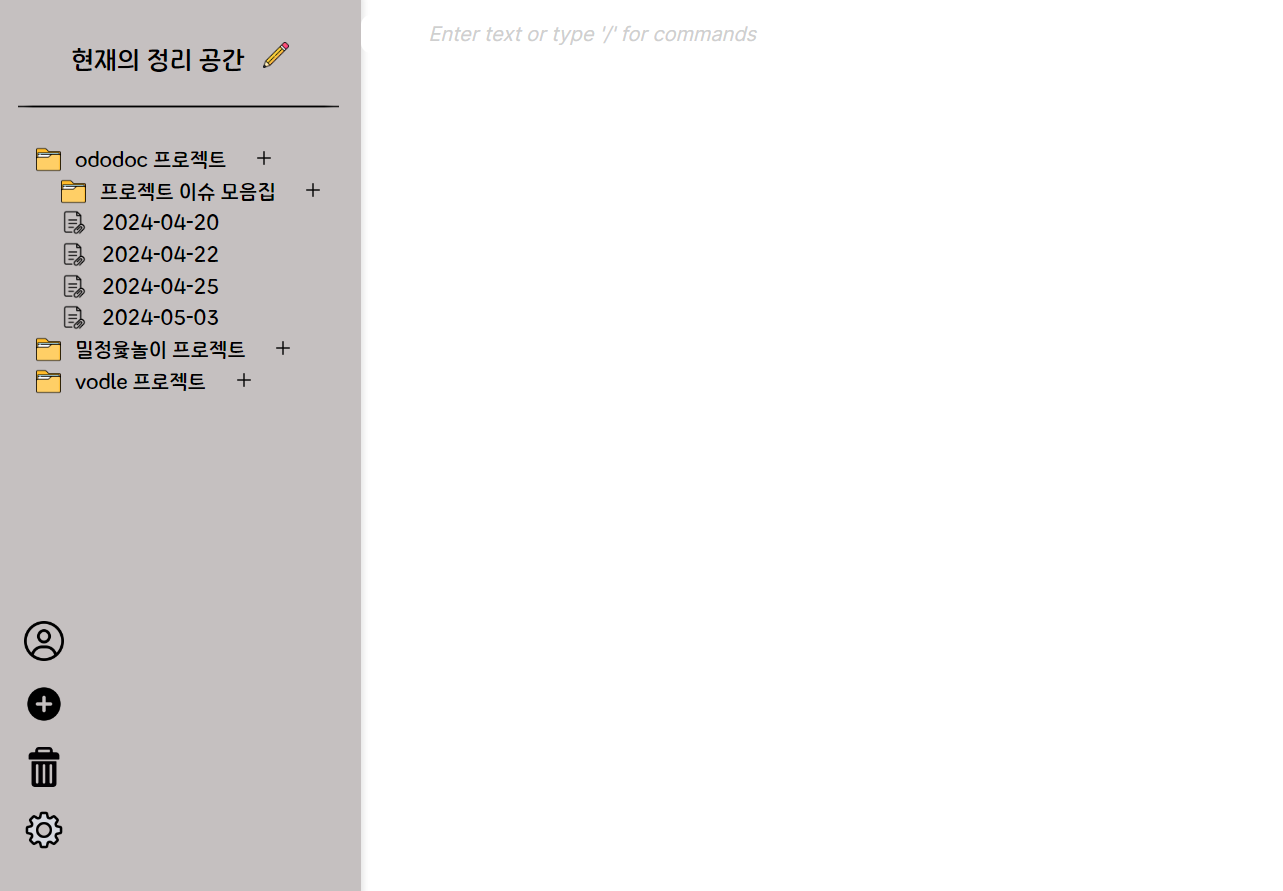 현재의 정리 공간
ododoc 프로젝트 +
프로젝트 이슈 모음집 +
2024-04-20
2024-04-22
2024-04-25
2024-05-03
밀정윷놀이 프로젝트 +
vodle 프로젝트 +
Enter text or type '/' for commands